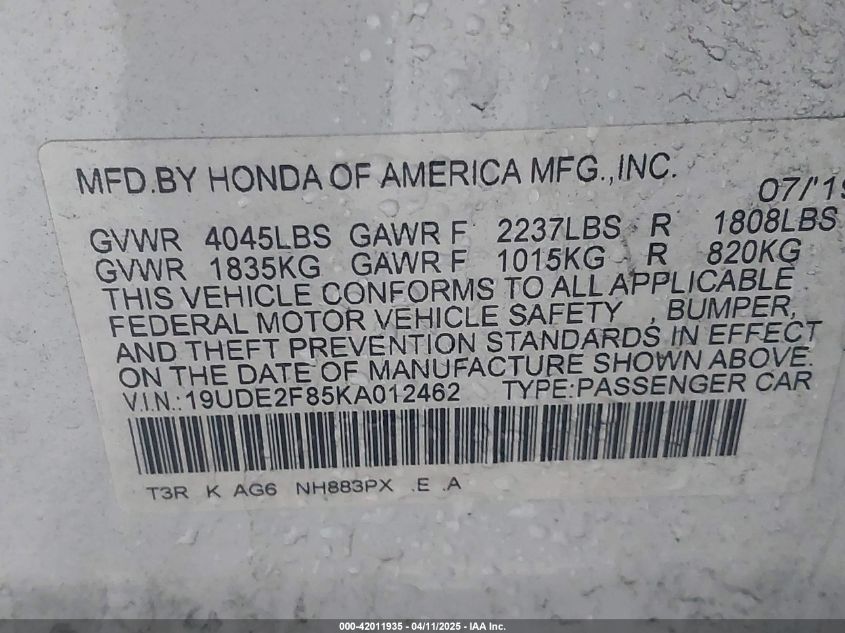 MFD.BY HONDA OF AMERICA MFG.,INC.
07/'19
GVWR 4045LBS GAWR F 2237LBS R 1808LBS
GVWR 1835KG GAWR F 1015KG R 820KG
THIS VEHICLE CONFORMS TO ALL APPLICABLE
FEDERAL MOTOR VEHICLE SAFETY , BUMPER,
AND THEFT PREVENTION STANDARDS IN EFFECT
ON THE DATE OF MANUFACTURE SHOWN ABOVE.
V.I.N.:19UDE2F85KA012462 TYPE:PASSENGER CAR
T3R K AG6 NH883PX .E .A
000-42011935 - 04/11/2025 - IAA Inc.